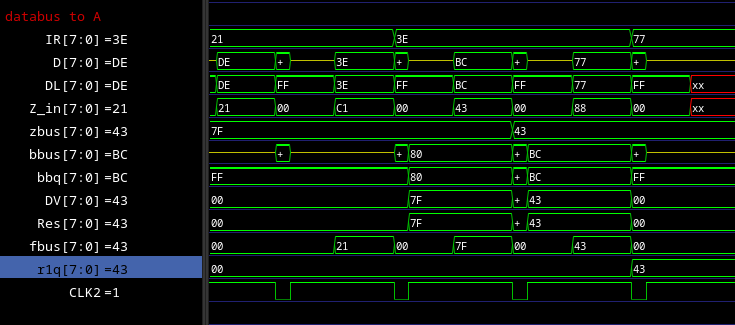 databus to A
IR[7:0] =3E 21 3E 77
D[7:0] =DE DE + 3E + BC + 77 +
DL[7:0] =DE DE FF 3E FF BC FF 77 FF xx
Z_in[7:0] =21 21 00 C1 00 43 00 88 00 xx
zbus[7:0] =43 7F 43
bbus[7:0] =BC + + 80 + BC +
bbq[7:0] =BC FF 80 + BC FF
DV[7:0] =43 00 7F + 43 00
Res[7:0] =43 00 7F + 43 00
fbus[7:0] =43 00 21 00 7F 00 43 00
r1q[7:0] =43 00 43
CLK2 =1